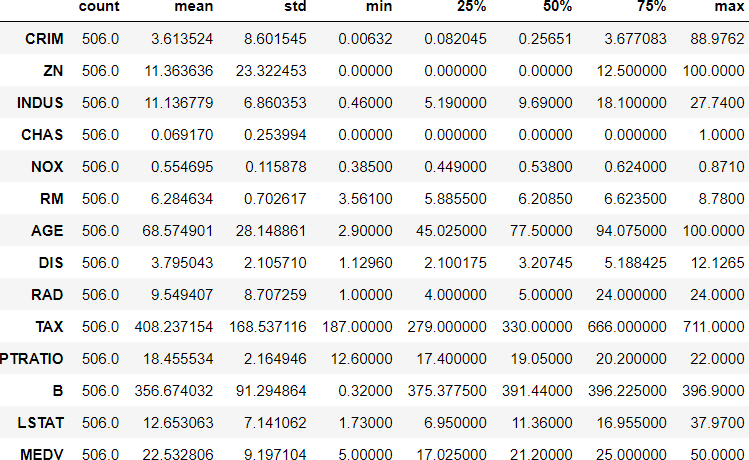 count mean std min 25% 50% 75% max
CRIM 506.0 3.613524 8.601545 0.00632 0.082045 0.25651 3.677083 88.9762
ZN 506.0 11.363636 23.322453 0.00000 0.000000 0.00000 12.500000 100.0000
INDUS 506.0 11.136779 6.860353 0.46000 5.190000 9.69000 18.100000 27.7400
CHAS 506.0 0.069170 0.253994 0.00000 0.000000 0.00000 0.000000 1.0000
NOX 506.0 0.554695 0.115878 0.38500 0.449000 0.53800 0.624000 0.8710
RM 506.0 6.284634 0.702617 3.56100 5.885500 6.20850 6.623500 8.7800
AGE 506.0 68.574901 28.148861 2.90000 45.025000 77.50000 94.075000 100.0000
DIS 506.0 3.795043 2.105710 1.12960 2.100175 3.20745 5.188425 12.1265
RAD 506.0 9.549407 8.707259 1.00000 4.000000 5.00000 24.000000 24.0000
TAX 506.0 408.237154 168.537116 187.00000 279.000000 330.00000 666.000000 711.0000
PTRATIO 506.0 18.455534 2.164946 12.60000 17.400000 19.05000 20.200000 22.0000
B 506.0 356.674032 91.294864 0.32000 375.377500 391.44000 396.225000 396.9000
LSTAT 506.0 12.653063 7.141062 1.73000 6.950000 11.36000 16.955000 37.9700
MEDV 506.0 22.532806 9.197104 5.00000 17.025000 21.20000 25.000000 50.0000